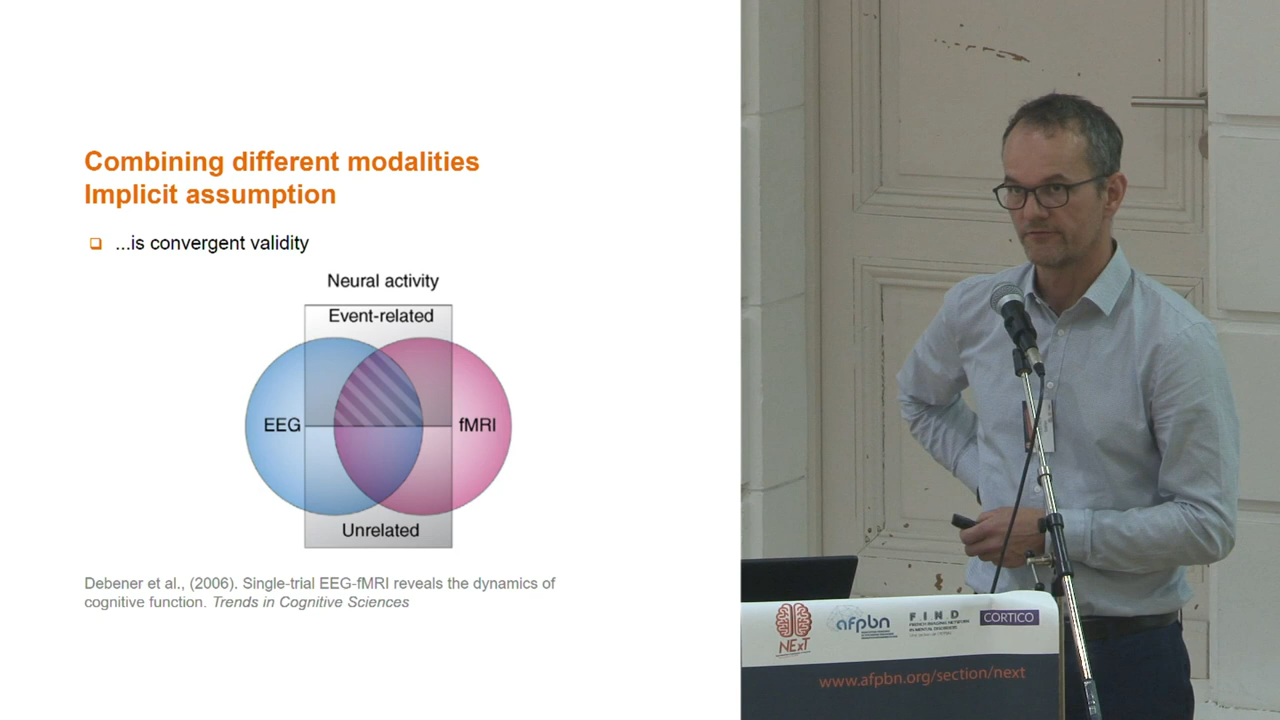 Combining different modalities
Implicit assumption
...is convergent validity
Neural activity
Event-related
EEG
fMRI
Unrelated
Debener et al., (2006). Single-trial EEG-fMRI reveals the dynamics of
cognitive function. Trends in Cognitive Sciences
NExT
afpbn
F.I.N.D
CORTICO
www.afpbn.org/section/next